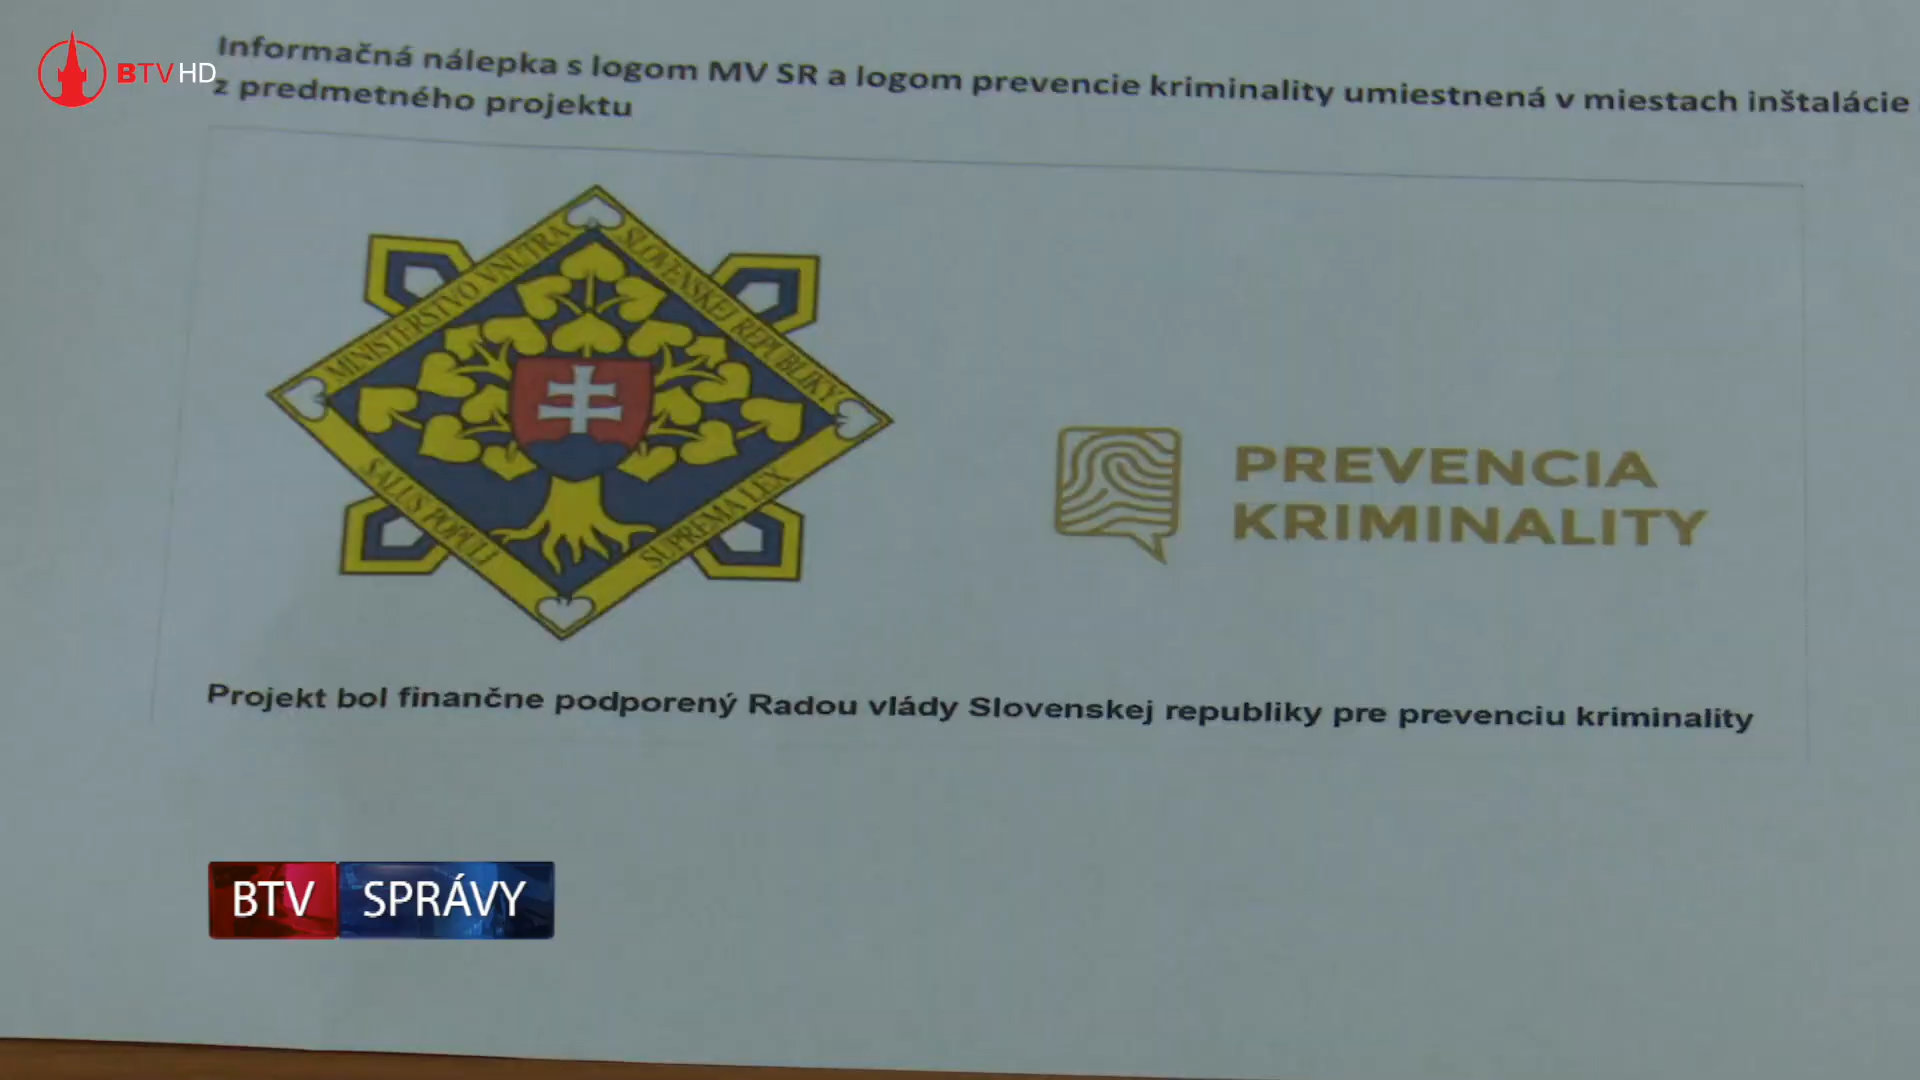 BTV HD
Informačná nálepka s logom MV SR a logom prevencie kriminality umiestnená v miestach inštalácie
z predmetného projektu
MINISTERSTVO VNÚTRA
SLOVENSKEJ REPUBLIKY
SALUS POPULI
SUPREMA LEX
PREVENCIA
KRIMINALITY
Projekt bol finančne podporený Radou vlády Slovenskej republiky pre prevenciu kriminality
BTV SPRÁVY